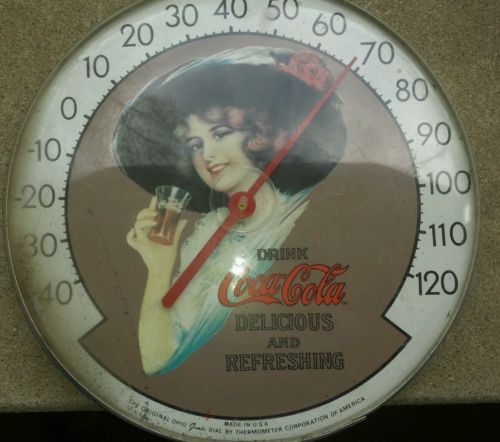 -40 -30 -20 -10 0 10 20 30 40 50 60 70 80 90 100 110 120
DRINK
Coca-Cola
DELICIOUS
AND
REFRESHING
MADE IN U.S.A
THE ORIGINAL OHIO Jumbo DIAL BY THERMOMETER CORPORATION OF AMERICA